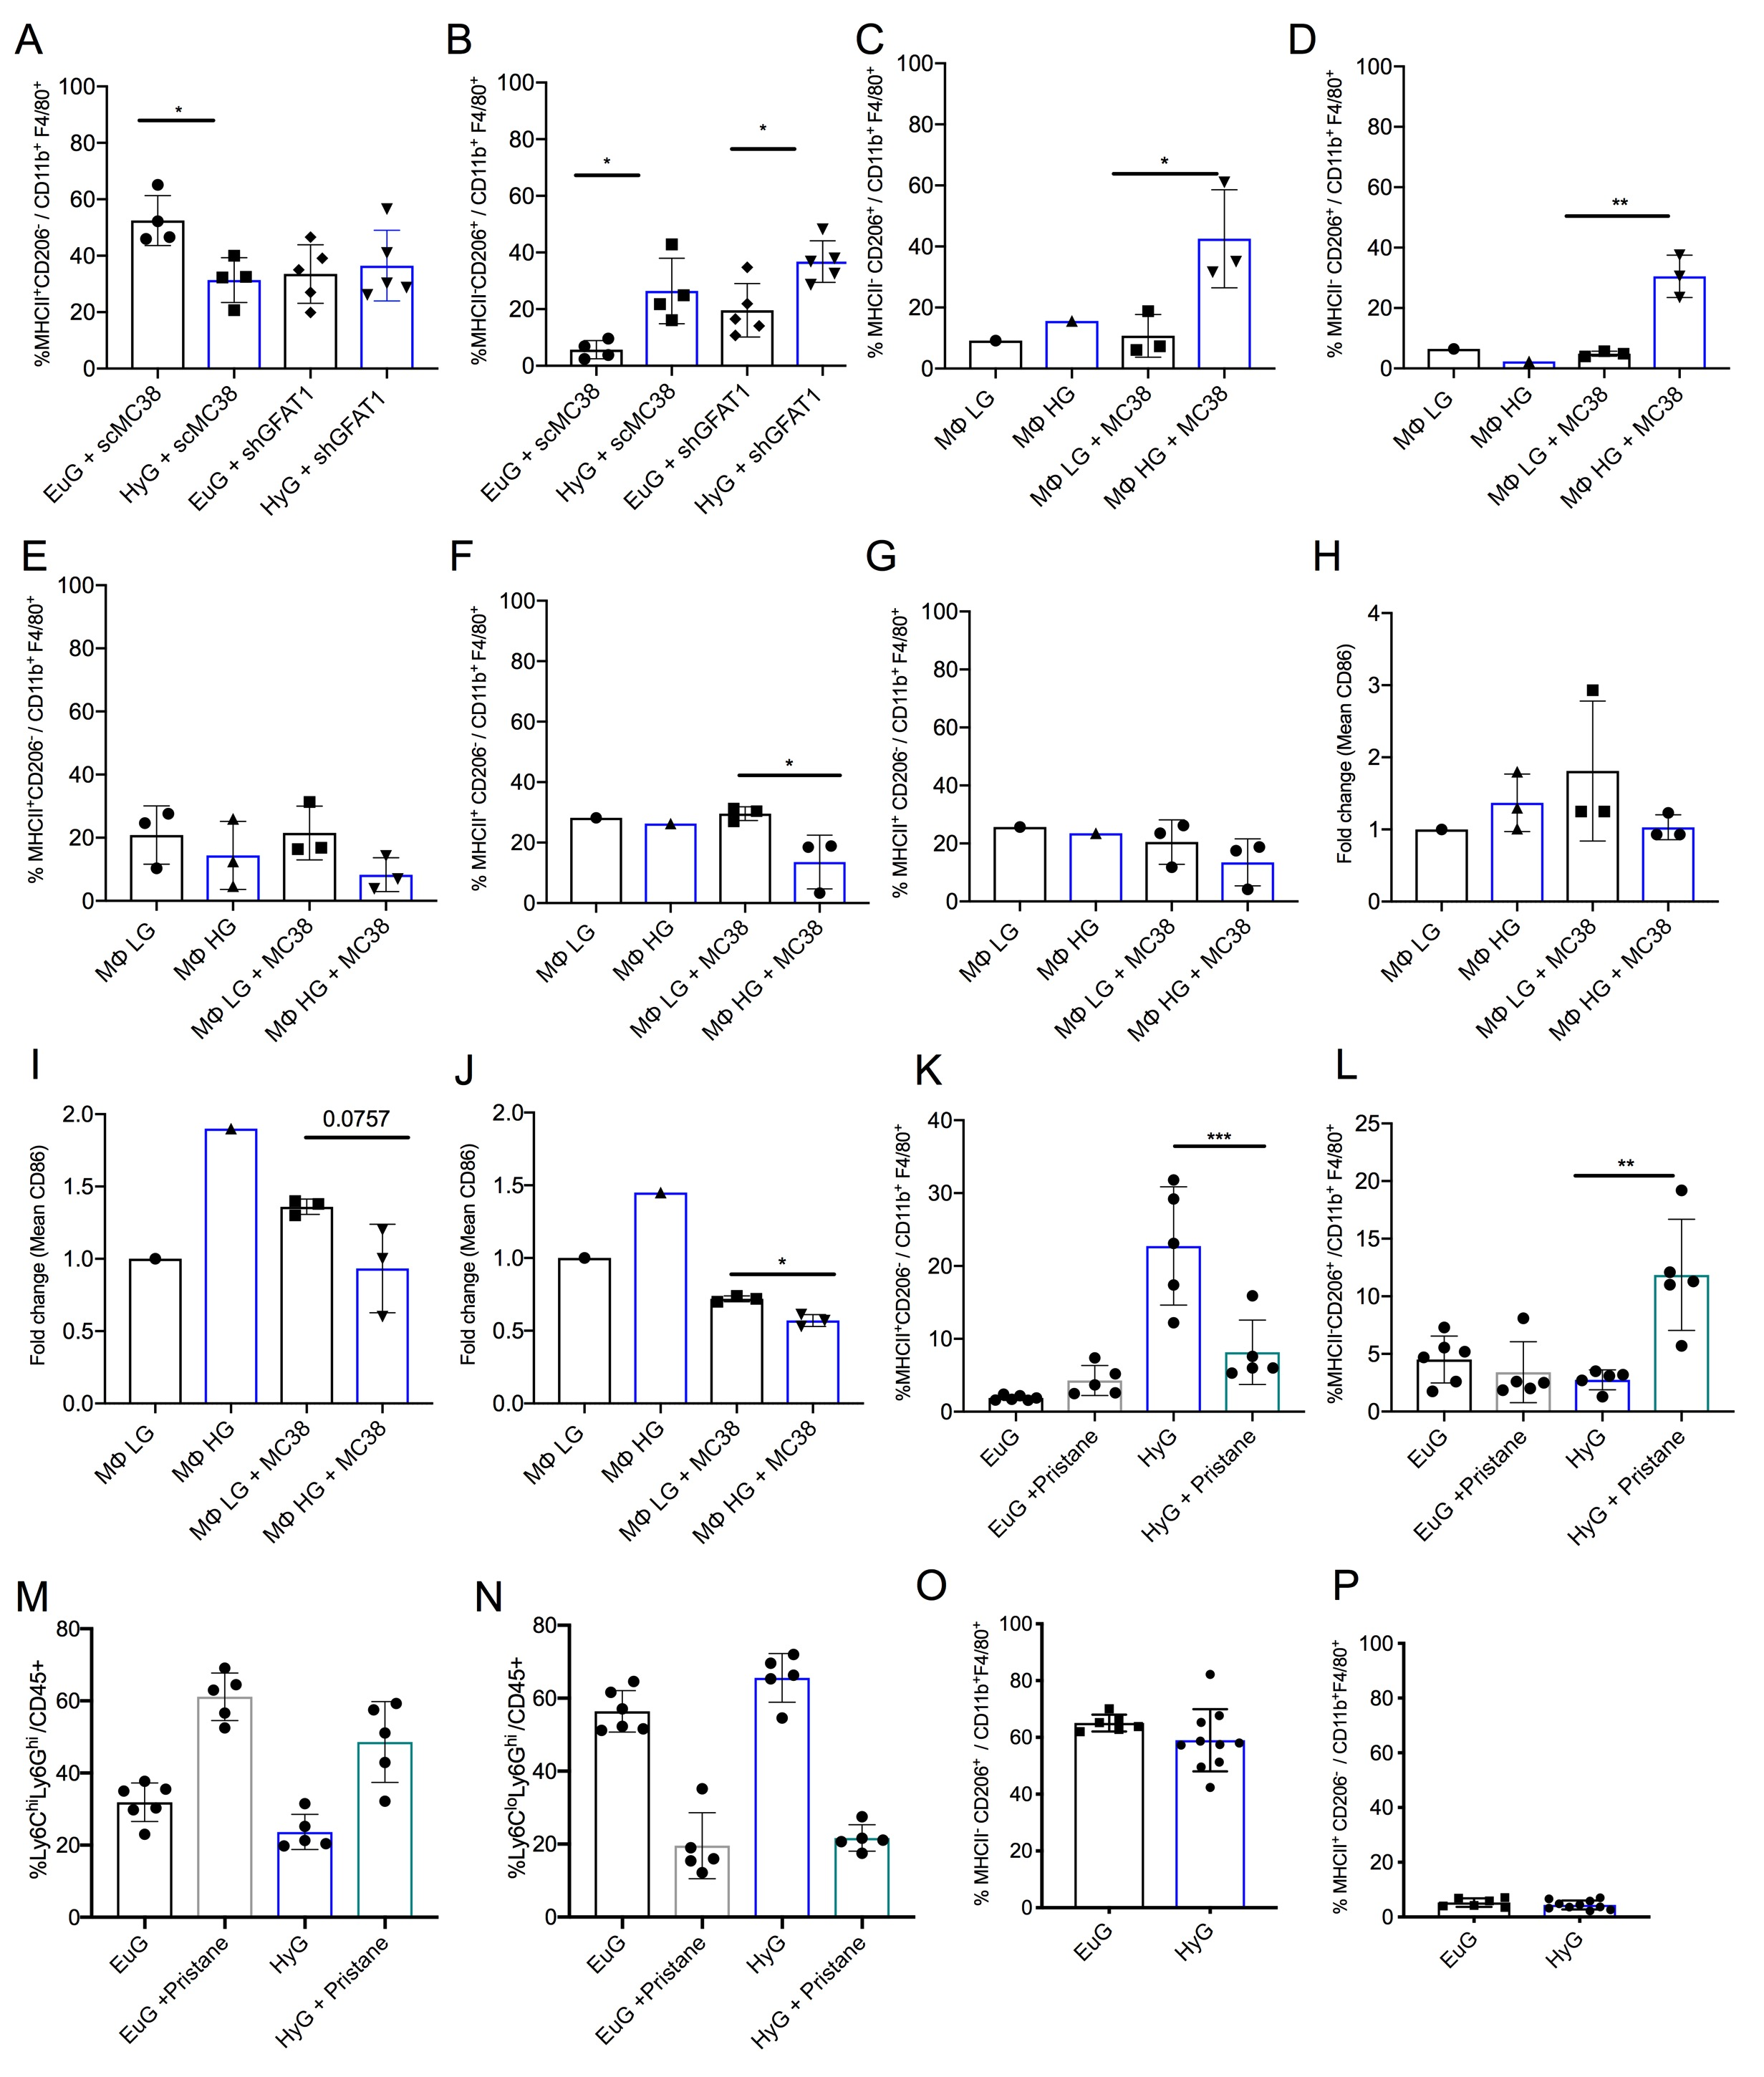 A
%MHCII⁺CD206⁻ / CD11b⁺ F4/80⁺
100
80
60
40
20
0
*
EuG + scMC38
HyG + scMC38
EuG + shGFAT1
HyG + shGFAT1
B
%MHCII⁻CD206⁺ / CD11b⁺ F4/80⁺
100
80
60
40
20
0
*
*
EuG + scMC38
HyG + scMC38
EuG + shGFAT1
HyG + shGFAT1
C
% MHCII⁻ CD206⁺ / CD11b⁺ F4/80⁺
100
80
60
40
20
0
*
MΦ LG
MΦ HG
MΦ LG + MC38
MΦ HG + MC38
D
% MHCII⁻ CD206⁺ / CD11b⁺ F4/80⁺
100
80
60
40
20
0
**
MΦ LG
MΦ HG
MΦ LG + MC38
MΦ HG + MC38
E
% MHCII⁺CD206⁻ / CD11b⁺ F4/80⁺
100
80
60
40
20
0
MΦ LG
MΦ HG
MΦ LG + MC38
MΦ HG + MC38
F
% MHCII⁺ CD206⁻ / CD11b⁺ F4/80⁺
100
80
60
40
20
0
*
MΦ LG
MΦ HG
MΦ LG + MC38
MΦ HG + MC38
G
% MHCII⁺ CD206⁻ / CD11b⁺ F4/80⁺
100
80
60
40
20
0
MΦ LG
MΦ HG
MΦ LG + MC38
MΦ HG + MC38
H
Fold change (Mean CD86)
4
3
2
1
0
MΦ LG
MΦ HG
MΦ LG + MC38
MΦ HG + MC38
I
Fold change (Mean CD86)
2.0
1.5
1.0
0.5
0.0
0.0757
MΦ LG
MΦ HG
MΦ LG + MC38
MΦ HG + MC38
J
Fold change (Mean CD86)
2.0
1.5
1.0
0.5
0.0
*
MΦ LG
MΦ HG
MΦ LG + MC38
MΦ HG + MC38
K
%MHCII⁺CD206⁻ / CD11b⁺ F4/80⁺
40
30
20
10
0
***
EuG
EuG +Pristane
HyG
HyG + Pristane
L
%MHCII⁻CD206⁺ /CD11b⁺ F4/80⁺
25
20
15
10
5
0
**
EuG
EuG +Pristane
HyG
HyG + Pristane
M
%Ly6ChiLy6Ghi /CD45+
80
60
40
20
0
EuG
EuG +Pristane
HyG
HyG + Pristane
N
%Ly6CloLy6Ghi /CD45+
80
60
40
20
0
EuG
EuG +Pristane
HyG
HyG + Pristane
O
% MHCII⁻ CD206⁺ / CD11b⁺F4/80⁺
100
80
60
40
20
0
EuG
HyG
P
% MHCII⁺ CD206⁻ / CD11b⁺F4/80⁺
100
80
60
40
20
0
EuG
HyG